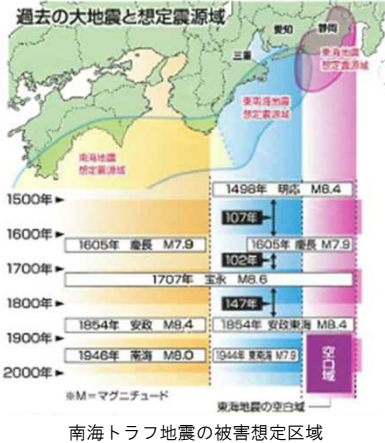 過去の大地震と想定震源域
愛知
静岡
三重
東海地震
想定震源域
東南海地震
想定震源域
南海地震
想定震源域
1498年 明応 M8.4
1500年
107年
1600年
1605年 慶長 M7.9
1605年 慶長 M7.9
102年
1700年
1707年 宝永 M8.6
147年
1800年
1854年 安政 M8.4
1854年 安政東海 M8.4
1900年
1946年 南海 M8.0
1944年 東南海 M7.9
空白域
2000年
※M=マグニチュード
東海地震の空白域
南海トラフ地震の被害想定区域